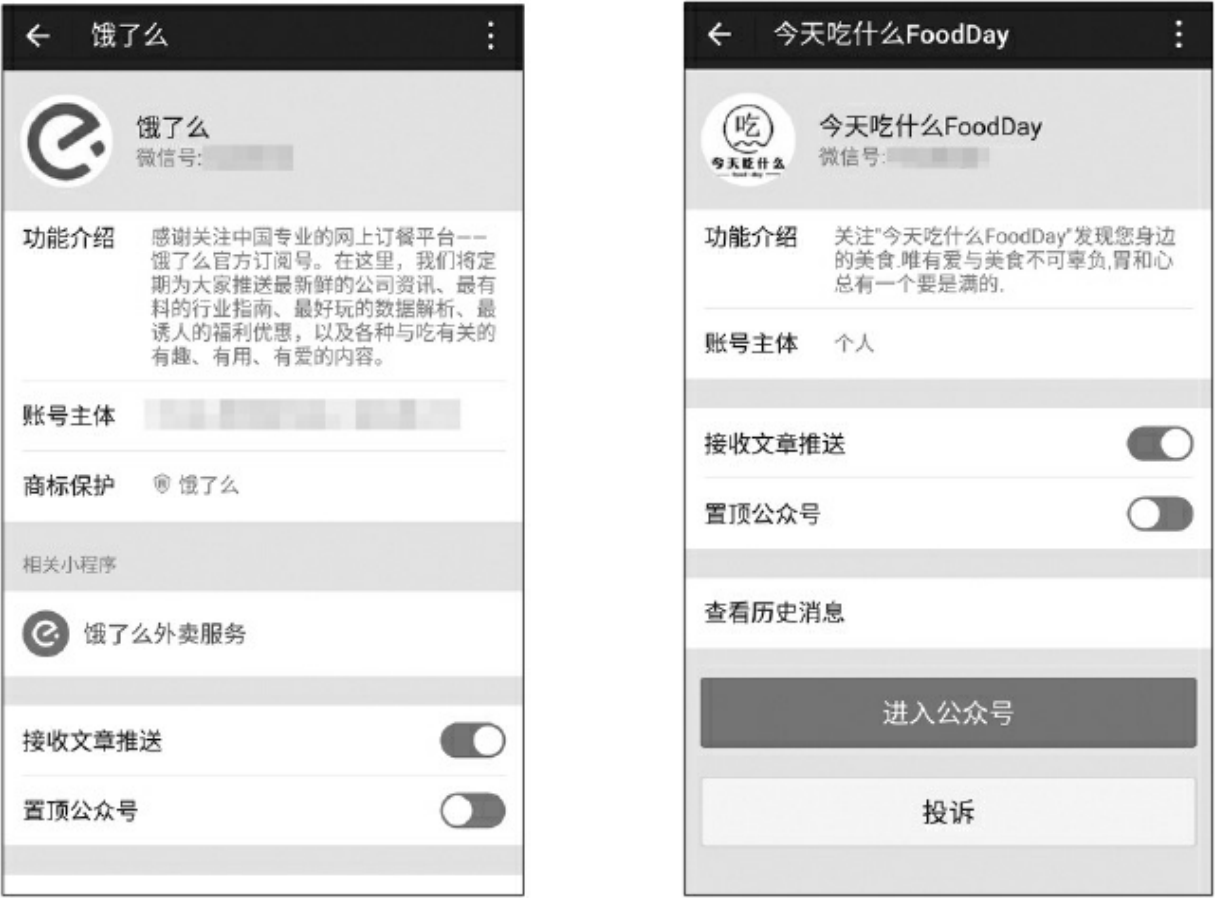 饿了么
饿了么
微信号:
功能介绍
感谢关注中国专业的网上订餐平台——
饿了么官方订阅号。在这里，我们将定
期为大家推送最新鲜的公司资讯、最有
料的行业指南、最好玩的数据解析、最
诱人的福利优惠，以及各种与吃有关的
有趣、有用、有爱的内容。
账号主体
商标保护
饿了么
相关小程序
饿了么外卖服务
接收文章推送
置顶公众号
今天吃什么FoodDay
吃
今天吃什么
food·day
今天吃什么FoodDay
微信号:
功能介绍
关注"今天吃什么FoodDay"发现您身边
的美食.唯有爱与美食不可辜负,胃和心
总有一个要是满的.
账号主体
个人
接收文章推送
置顶公众号
查看历史消息
进入公众号
投诉